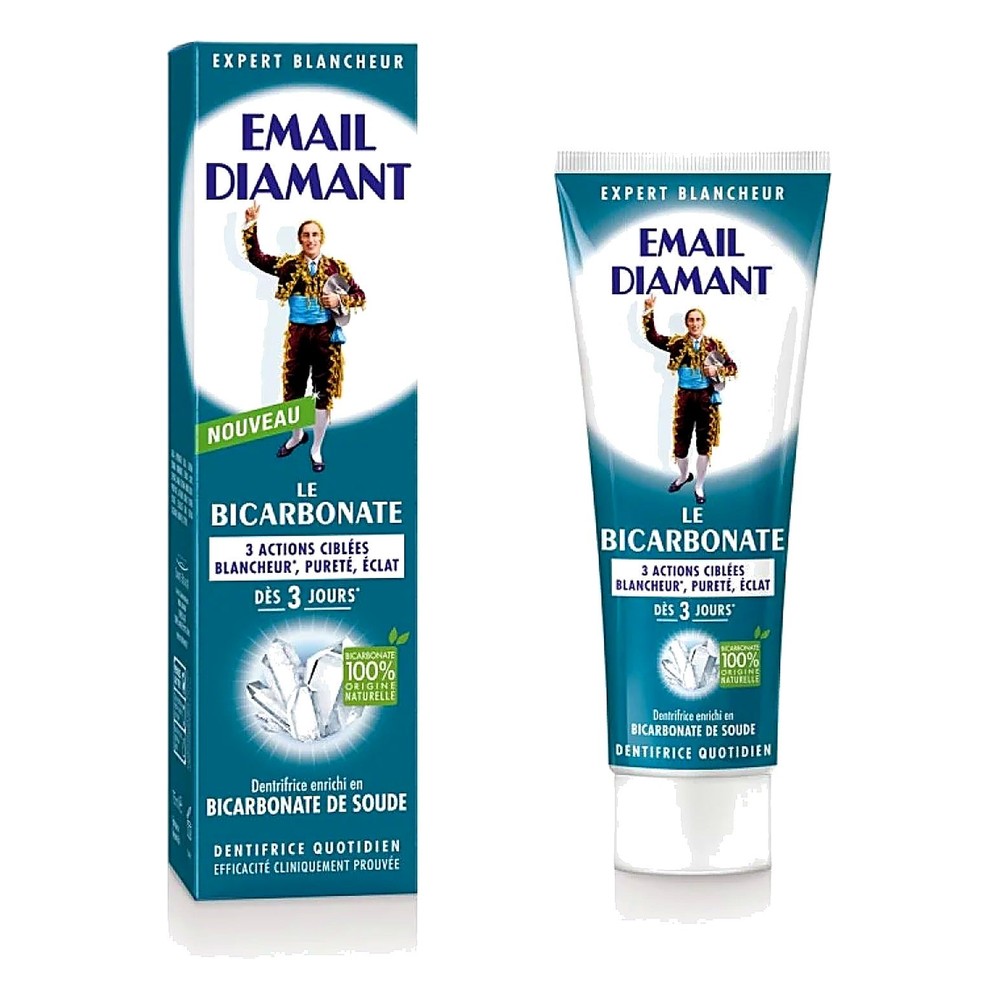 EXPERT BLANCHEUR
EMAIL
DIAMANT
NOUVEAU
LE
BICARBONATE
3 ACTIONS CIBLÉES
BLANCHEUR*, PURETÉ, ÉCLAT
DÈS 3 JOURS*
BICARBONATE
100%
ORIGINE
NATURELLE
Dentrifrice enrichi en
BICARBONATE DE SOUDE
DENTIFRICE QUOTIDIEN
EFFICACITÉ CLINIQUEMENT PROUVÉE
EXPERT BLANCHEUR
EMAIL
DIAMANT
LE
BICARBONATE
3 ACTIONS CIBLÉES
BLANCHEUR*, PURETÉ, ÉCLAT
DÈS 3 JOURS*
BICARBONATE
100%
ORIGINE
NATURELLE
Dentrifrice enrichi en
BICARBONATE DE SOUDE
DENTIFRICE QUOTIDIEN